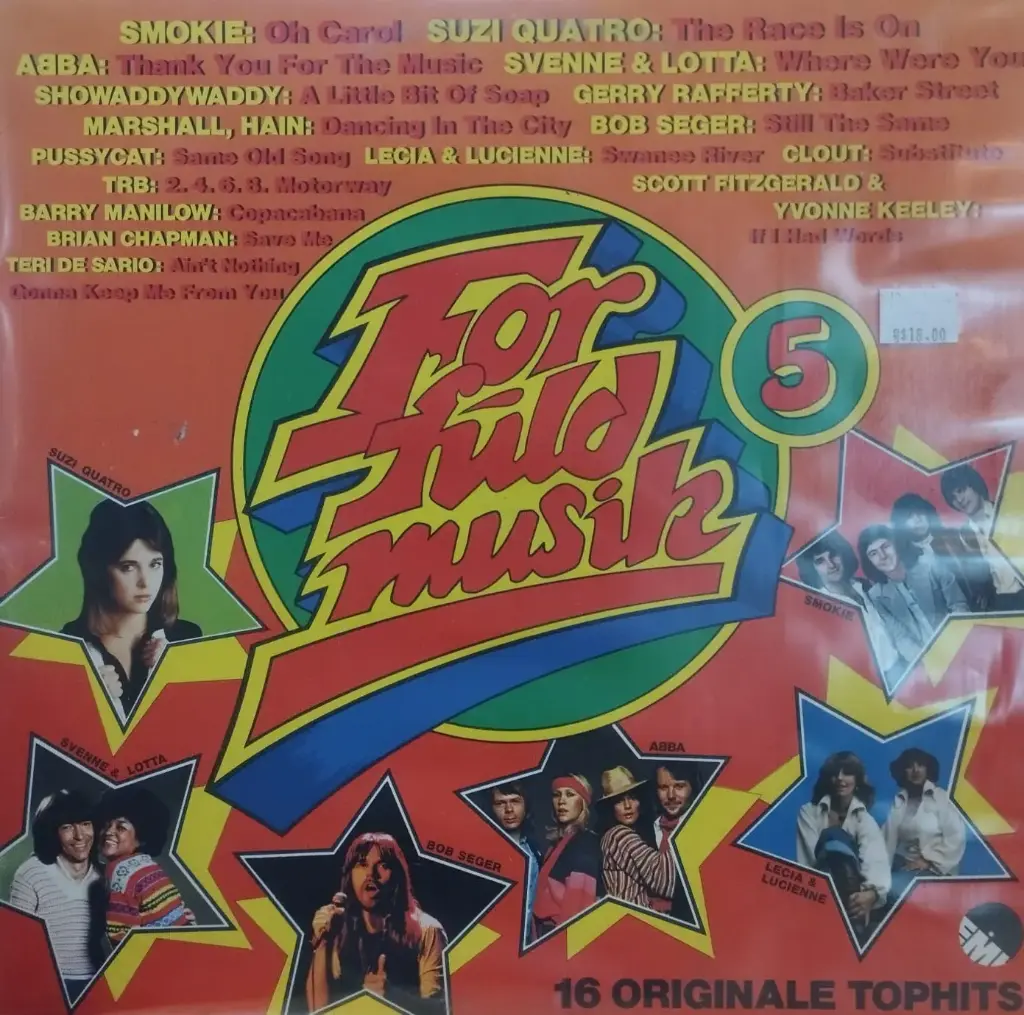 SMOKIE: Oh Carol SUZI QUATRO: The Race Is On
ABBA: Thank You For The Music SVENNE & LOTTA: Where Were You
SHOWADDYWADDY: A Little Bit Of Soap GERRY RAFFERTY: Baker Street
MARSHALL, HAIN: Dancing In The City BOB SEGER: Still The Same
PUSSYCAT: Same Old Song LECIA & LUCIENNE: Swanee River CLOUT: Substitute
TRB: 2. 4. 6. 8. Motorway
SCOTT FITZGERALD &
BARRY MANILOW: Copacabana
YVONNE KEELEY:
BRIAN CHAPMAN: Save Me
If I Had Words
TERI DE SARIO: Ain't Nothing
Gonna Keep Me From You
For
fuld
musik
5
R$18.00
SUZI QUATRO
SMOKIE
SVENNE & LOTTA
BOB SEGER
ABBA
LECIA &
LUCIENNE
EMI
16 ORIGINALE TOPHITS